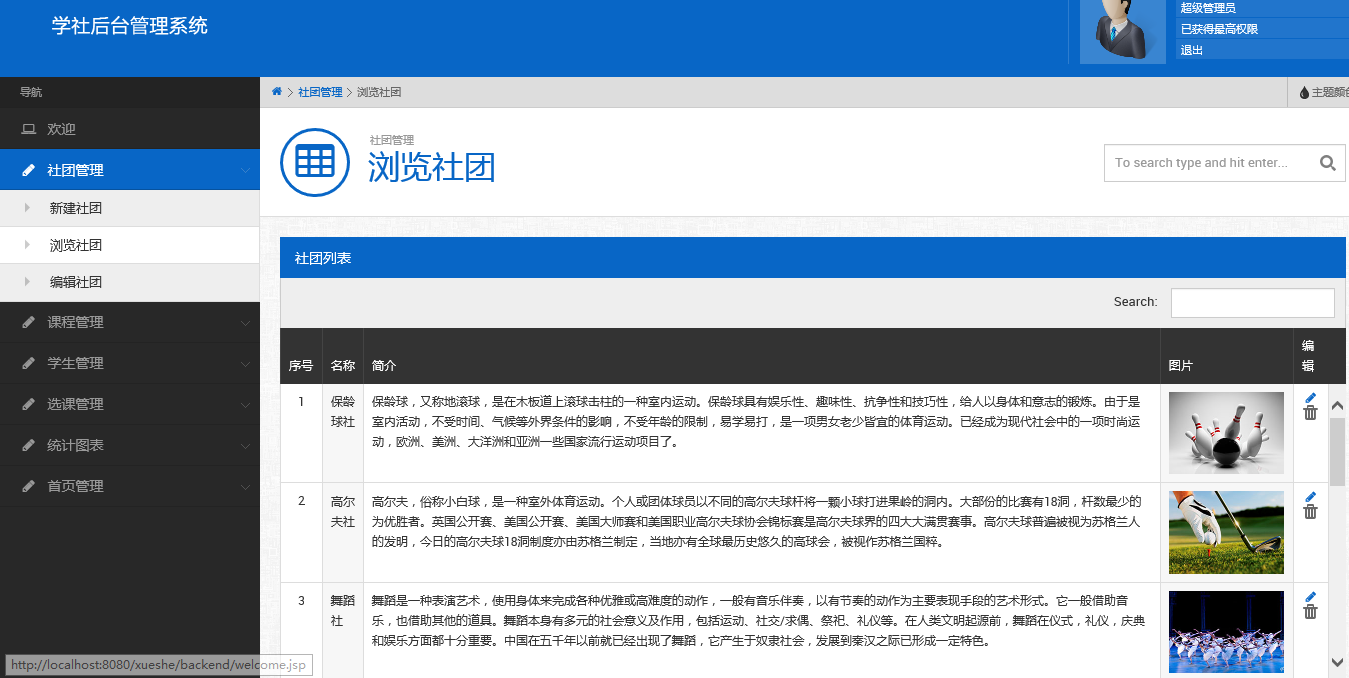 学社后台管理系统
超级管理员
已获得最高权限
退出
导航
社团管理
浏览社团
主题颜
欢迎
社团管理
新建社团
浏览社团
编辑社团
课程管理
学生管理
选课管理
统计图表
首页管理
社团管理
浏览社团
To search type and hit enter...
社团列表
Search:
序号
名称
简介
图片
编
辑
1
保龄
球社
保龄球，又称地滚球，是在木板道上滚球击柱的一种室内运动。保龄球具有娱乐性、趣味性、抗争性和技巧性，给人以身体和意志的锻炼。由于是
室内活动，不受时间、气候等外界条件的影响，不受年龄的限制，易学易打，是一项男女老少皆宜的体育运动。已经成为现代社会中的一项时尚运
动，欧洲、美洲、大洋洲和亚洲一些国家流行运动项目了。
2
高尔
夫社
高尔夫，俗称小白球，是一种室外体育运动。个人或团体球员以不同的高尔夫球杆将一颗小球打进果岭的洞内。大部份的比赛有18洞，杆数最少的
为优胜者。英国公开赛、美国公开赛、美国大师赛和美国职业高尔夫球协会锦标赛是高尔夫球界的四大大满贯赛事。高尔夫球普遍被视为苏格兰人
的发明，今日的高尔夫球18洞制度亦由苏格兰制定，当地亦有全球最历史悠久的高球会，被视作苏格兰国粹。
3
舞蹈
社
舞蹈是一种表演艺术，使用身体来完成各种优雅或高难度的动作，一般有音乐伴奏，以有节奏的动作为主要表现手段的艺术形式。它一般借助音
乐，也借助其他的道具。舞蹈本身有多元的社会意义及作用，包括运动、社交/求偶、祭祀、礼仪等。在人类文明起源前，舞蹈在仪式，礼仪，庆典
和娱乐方面都十分重要。中国在五千年以前就已经出现了舞蹈，它产生于奴隶社会，发展到秦汉之际已形成一定特色。
http://localhost:8080/xueshe/backend/welcome.jsp